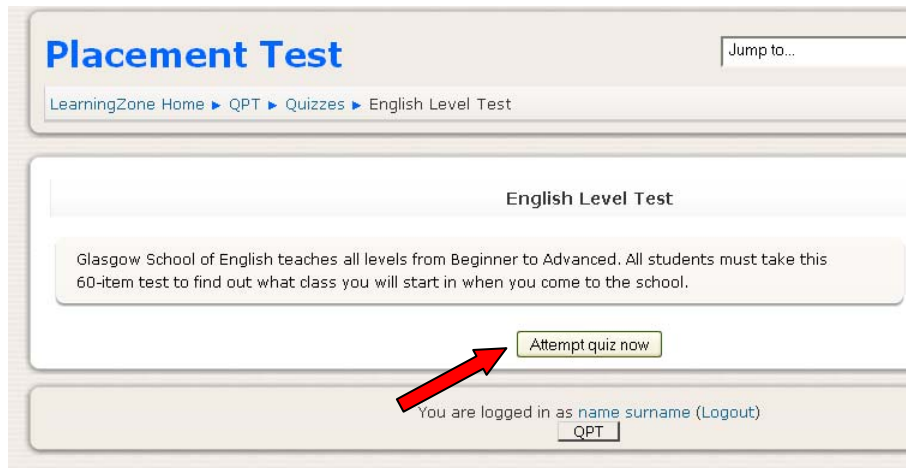 Placement Test
Jump to...
LearningZone Home ► QPT ► Quizzes ► English Level Test
English Level Test
Glasgow School of English teaches all levels from Beginner to Advanced. All students must take this
60-item test to find out what class you will start in when you come to the school.
Attempt quiz now
You are logged in as name surname (Logout)
QPT